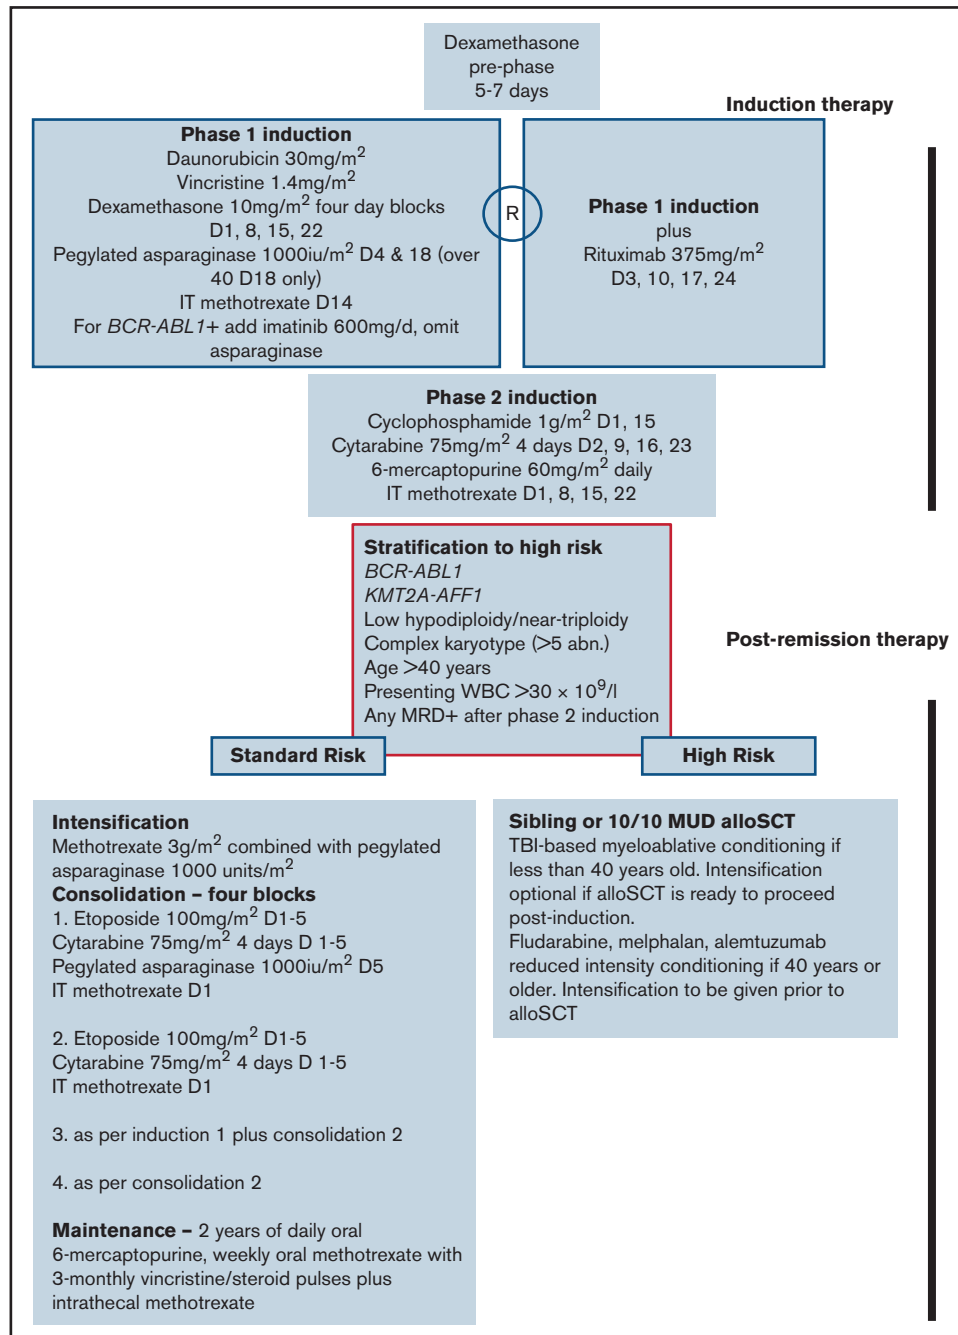 Dexamethasone
pre-phase
5-7 days
Induction therapy
Phase 1 induction
Daunorubicin 30mg/m²
Vincristine 1.4mg/m²
Dexamethasone 10mg/m² four day blocks
D1, 8, 15, 22
Pegylated asparaginase 1000iu/m² D4 & 18 (over
40 D18 only)
IT methotrexate D14
For BCR-ABL1+ add imatinib 600mg/d, omit
asparaginase
R
Phase 1 induction
plus
Rituximab 375mg/m²
D3, 10, 17, 24
Phase 2 induction
Cyclophosphamide 1g/m² D1, 15
Cytarabine 75mg/m² 4 days D2, 9, 16, 23
6-mercaptopurine 60mg/m² daily
IT methotrexate D1, 8, 15, 22
Stratification to high risk
BCR-ABL1
KMT2A-AFF1
Low hypodiploidy/near-triploidy
Complex karyotype (>5 abn.)
Age >40 years
Presenting WBC >30 × 10⁹/l
Any MRD+ after phase 2 induction
Post-remission therapy
Standard Risk
High Risk
Intensification
Methotrexate 3g/m² combined with pegylated
asparaginase 1000 units/m²
Consolidation – four blocks
1. Etoposide 100mg/m² D1-5
Cytarabine 75mg/m² 4 days D 1-5
Pegylated asparaginase 1000iu/m² D5
IT methotrexate D1
2. Etoposide 100mg/m² D1-5
Cytarabine 75mg/m² 4 days D 1-5
IT methotrexate D1
3. as per induction 1 plus consolidation 2
4. as per consolidation 2
Maintenance – 2 years of daily oral
6-mercaptopurine, weekly oral methotrexate with
3-monthly vincristine/steroid pulses plus
intrathecal methotrexate
Sibling or 10/10 MUD alloSCT
TBI-based myeloablative conditioning if
less than 40 years old. Intensification
optional if alloSCT is ready to proceed
post-induction.
Fludarabine, melphalan, alemtuzumab
reduced intensity conditioning if 40 years or
older. Intensification to be given prior to
alloSCT